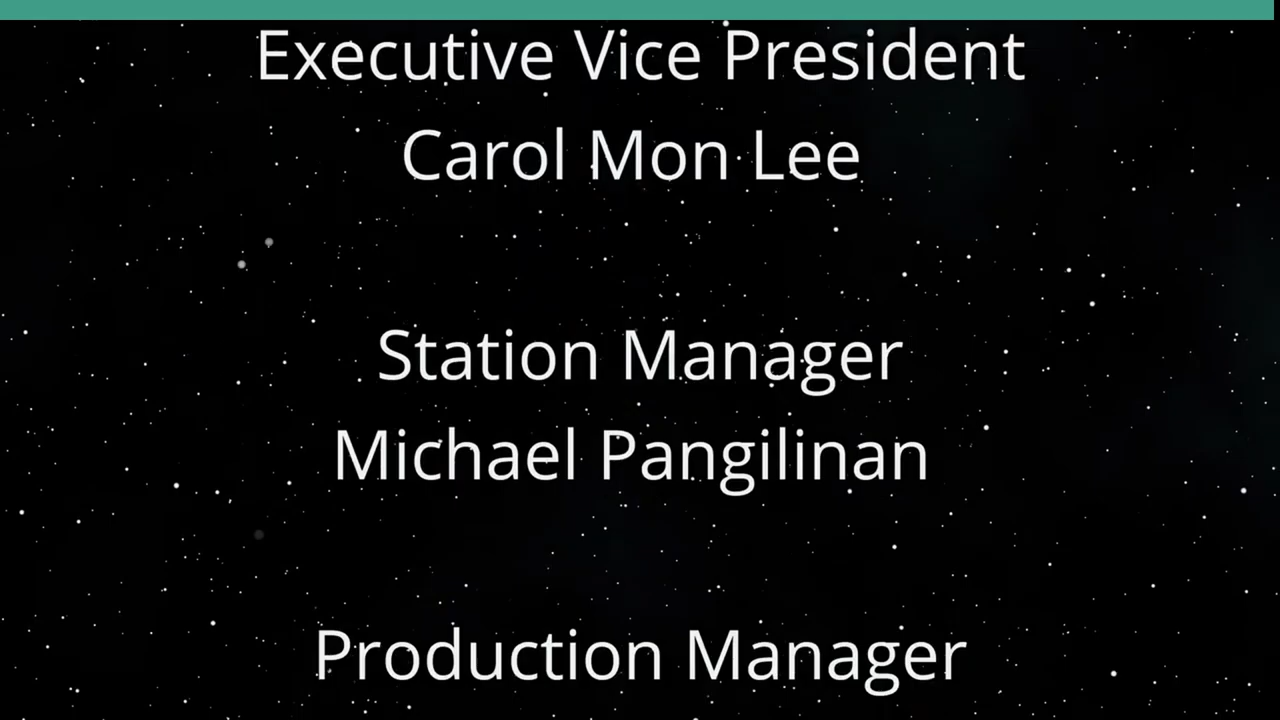 Executive Vice President
Carol Mon Lee
Station Manager
Michael Pangilinan
Production Manager